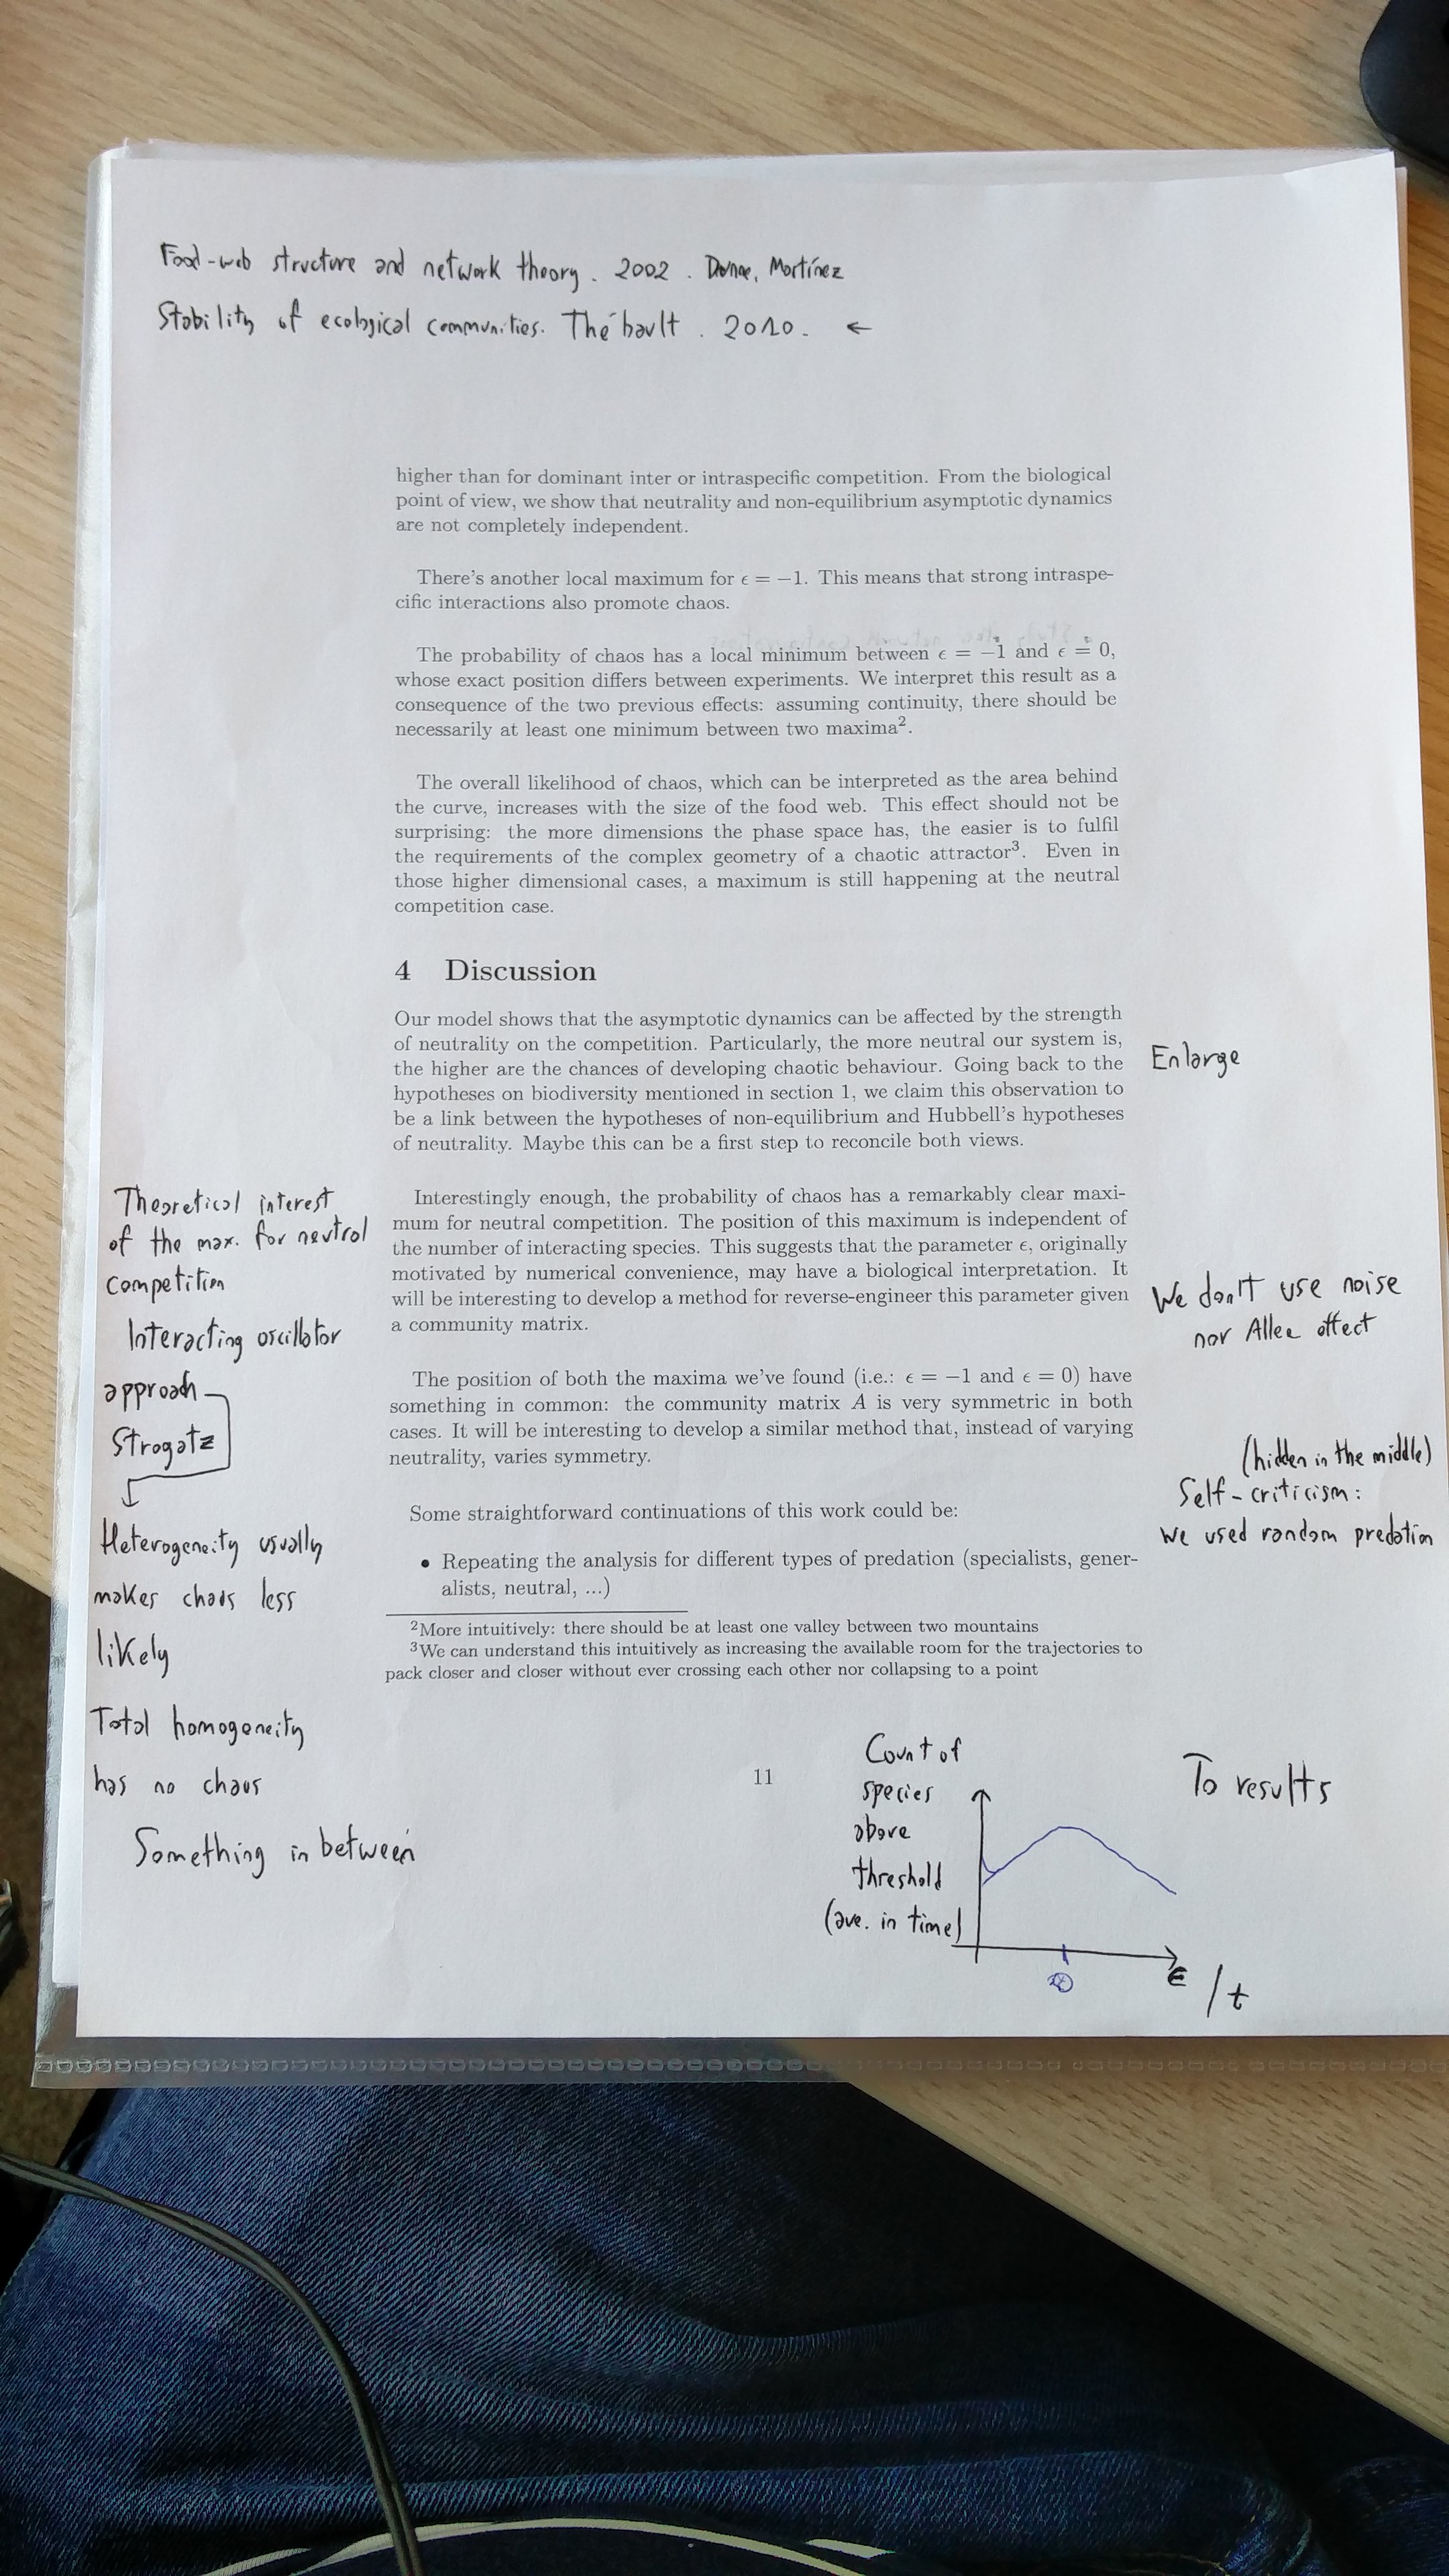 Food-web structure and network theory. 2002. Dunne, Martínez
Stability of ecological communities. Thébault. 2010. ←
higher than for dominant inter or intraspecific competition. From the biological
point of view, we show that neutrality and non-equilibrium asymptotic dynamics
are not completely independent.
There's another local maximum for ϵ = −1. This means that strong intraspe-
cific interactions also promote chaos.
The probability of chaos has a local minimum between ϵ = −1 and ϵ = 0,
whose exact position differs between experiments. We interpret this result as a
consequence of the two previous effects: assuming continuity, there should be
necessarily at least one minimum between two maxima².
The overall likelihood of chaos, which can be interpreted as the area behind
the curve, increases with the size of the food web. This effect should not be
surprising: the more dimensions the phase space has, the easier is to fulfil
the requirements of the complex geometry of a chaotic attractor³. Even in
those higher dimensional cases, a maximum is still happening at the neutral
competition case.
4 Discussion
Our model shows that the asymptotic dynamics can be affected by the strength
of neutrality on the competition. Particularly, the more neutral our system is,
the higher are the chances of developing chaotic behaviour. Going back to the
hypotheses on biodiversity mentioned in section 1, we claim this observation to
be a link between the hypotheses of non-equilibrium and Hubbell's hypotheses
of neutrality. Maybe this can be a first step to reconcile both views.
Enlarge
Interestingly enough, the probability of chaos has a remarkably clear maxi-
mum for neutral competition. The position of this maximum is independent of
the number of interacting species. This suggests that the parameter ϵ, originally
motivated by numerical convenience, may have a biological interpretation. It
will be interesting to develop a method for reverse-engineer this parameter given
a community matrix.
The position of both the maxima we've found (i.e.: ϵ = −1 and ϵ = 0) have
something in common: the community matrix A is very symmetric in both
cases. It will be interesting to develop a similar method that, instead of varying
neutrality, varies symmetry.
Some straightforward continuations of this work could be:
• Repeating the analysis for different types of predation (specialists, gener-
alists, neutral, ...)
Theoretical interest
of the max. for neutral
competition
Interacting oscillator
approach
Strogatz
Heterogeneity usually
makes chaos less
likely
Total homogeneity
has no chaos
Something in between
We don't use noise
nor Allee effect
(hidden in the middle)
Self-criticism:
We used random predation
²More intuitively: there should be at least one valley between two mountains
³We can understand this intuitively as increasing the available room for the trajectories to
pack closer and closer without ever crossing each other nor collapsing to a point
11
Count of
species
above
threshold
(ave. in time)
ϵ / t
To results